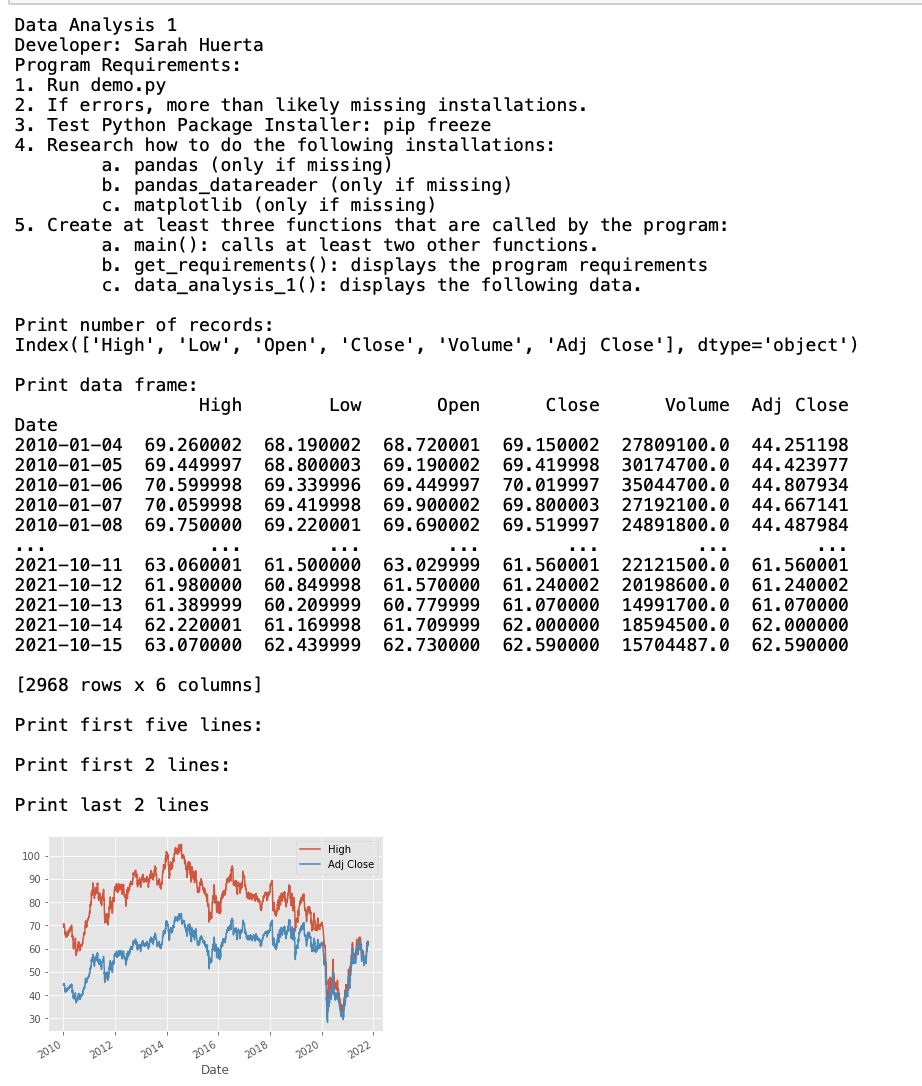 Data Analysis 1
Developer: Sarah Huerta
Program Requirements:
1. Run demo.py
2. If errors, more than likely missing installations.
3. Test Python Package Installer: pip freeze
4. Research how to do the following installations:
        a. pandas (only if missing)
        b. pandas_datareader (only if missing)
        c. matplotlib (only if missing)
5. Create at least three functions that are called by the program:
        a. main(): calls at least two other functions.
        b. get_requirements(): displays the program requirements
        c. data_analysis_1(): displays the following data.

Print number of records:
Index(['High', 'Low', 'Open', 'Close', 'Volume', 'Adj Close'], dtype='object')

Print data frame:
                 High        Low       Open      Close      Volume  Adj Close
Date
2010-01-04  69.260002  68.190002  68.720001  69.150002  27809100.0  44.251198
2010-01-05  69.449997  68.800003  69.190002  69.419998  30174700.0  44.423977
2010-01-06  70.599998  69.339996  69.449997  70.019997  35044700.0  44.807934
2010-01-07  70.059998  69.419998  69.900002  69.800003  27192100.0  44.667141
2010-01-08  69.750000  69.220001  69.690002  69.519997  24891800.0  44.487984
...               ...        ...        ...        ...         ...        ...
2021-10-11  63.060001  61.500000  63.029999  61.560001  22121500.0  61.560001
2021-10-12  61.980000  60.849998  61.570000  61.240002  20198600.0  61.240002
2021-10-13  61.389999  60.209999  60.779999  61.070000  14991700.0  61.070000
2021-10-14  62.220001  61.169998  61.709999  62.000000  18594500.0  62.000000
2021-10-15  63.070000  62.439999  62.730000  62.590000  15704487.0  62.590000

[2968 rows x 6 columns]

Print first five lines:

Print first 2 lines:

Print last 2 lines

High
Adj Close
100
90
80
70
60
50
40
30
2010 2012 2014 2016 2018 2020 2022
Date